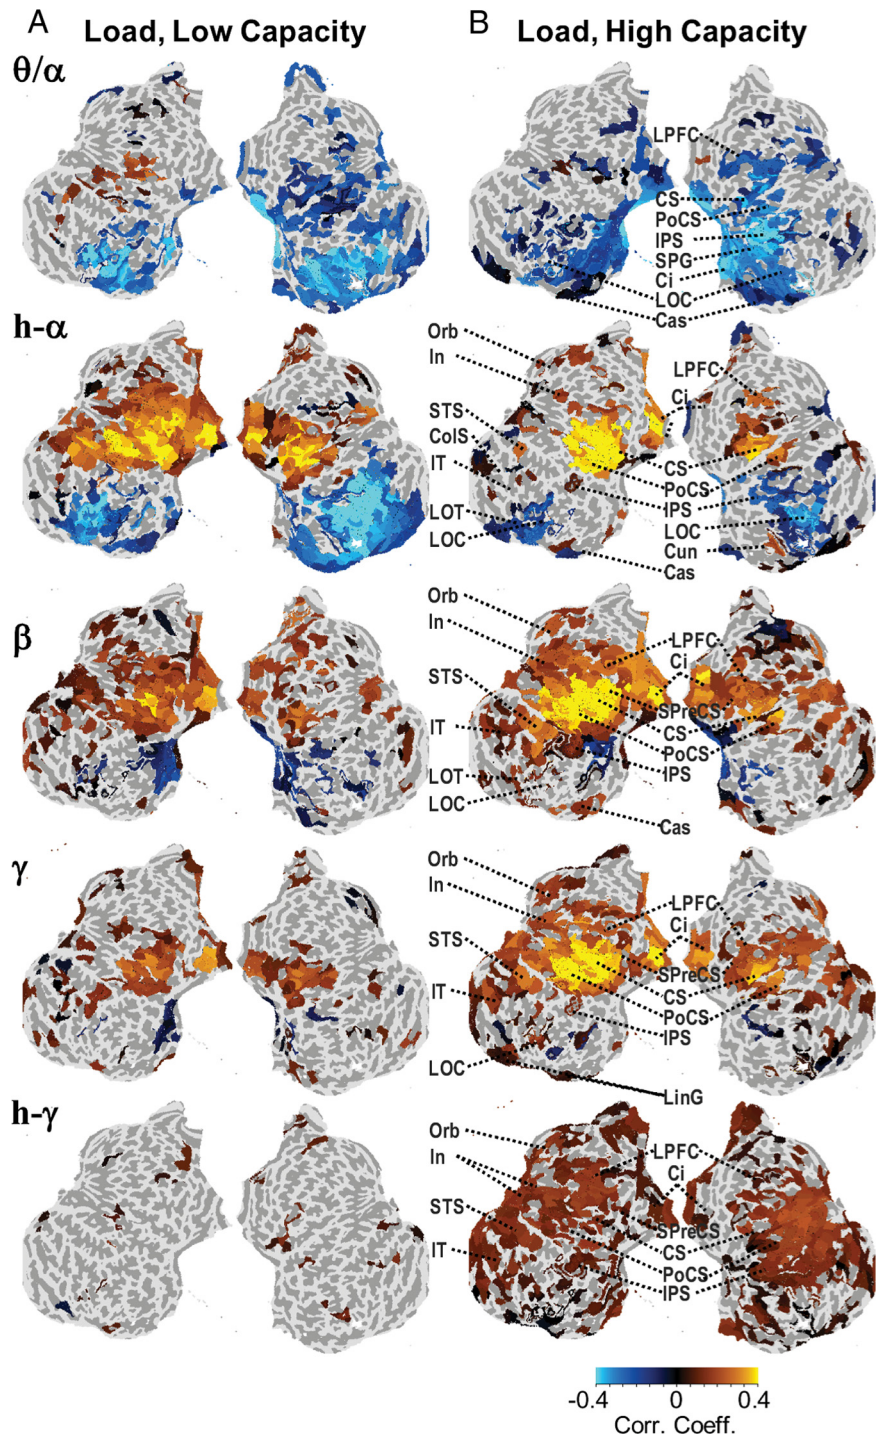 A Load, Low Capacity
B Load, High Capacity
θ/α
LPFC
CS
PoCS
IPS
SPG
Ci
LOC
Cas
h-α
Orb
In
STS
ColS
IT
LOT
LOC
LPFC
Ci
CS
PoCS
IPS
LOC
Cun
Cas
β
Orb
In
STS
IT
LOT
LOC
LPFC
Ci
SPreCS
CS
PoCS
IPS
Cas
γ
Orb
In
STS
IT
LOC
LPFC
Ci
SPreCS
CS
PoCS
IPS
LinG
h-γ
Orb
In
STS
IT
LPFC
Ci
SPreCS
CS
PoCS
IPS
-0.4 0 0.4
Corr. Coeff.